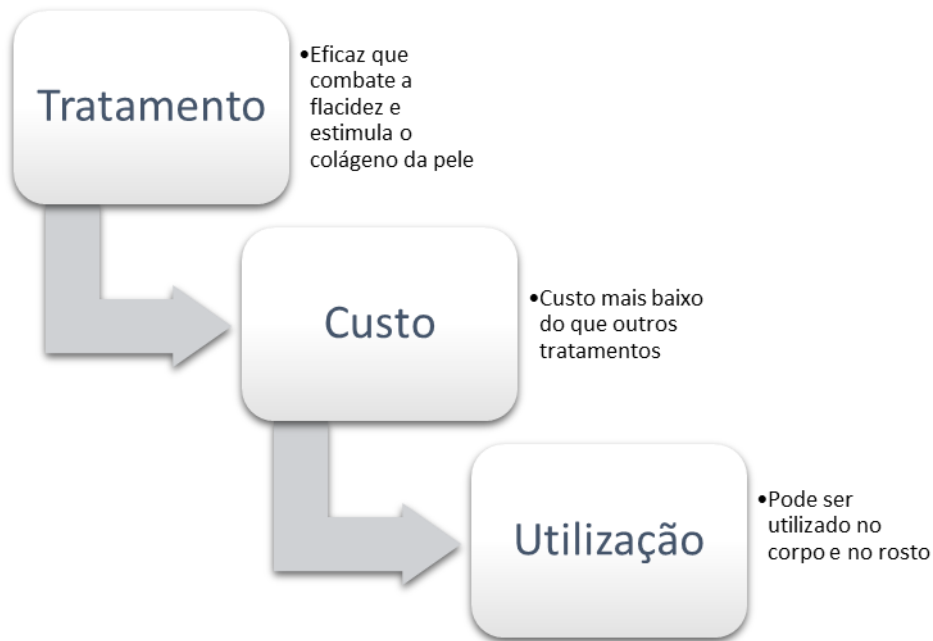 Tratamento
•Eficaz que
combate a
flacidez e
estimula o
colágeno da pele
Custo
•Custo mais baixo
do que outros
tratamentos
Utilização
•Pode ser
utilizado no
corpo e no rosto